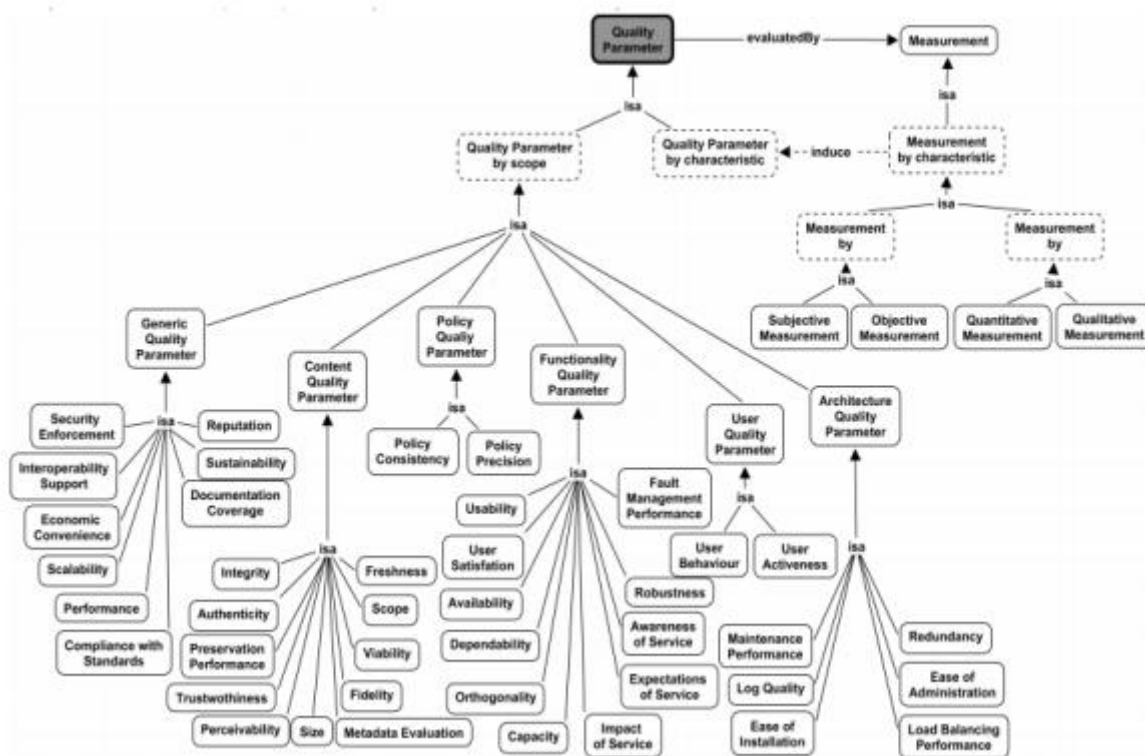 Quality
Parameter
evaluatedBy
Measurement
isa
isa
Quality Parameter
by scope
Quality Parameter
by characteristic
induce
Measurement
by characteristic
isa
isa
Measurement
by
Measurement
by
isa
isa
Subjective
Measurement
Objective
Measurement
Quantitative
Measurement
Qualitative
Measurement
Generic
Quality
Parameter
Content
Quality
Parameter
Policy
Qualiy
Parameter
Functionality
Quality
Parameter
User
Quality
Parameter
Architecture
Quality
Parameter
isa
Security
Enforcement
Reputation
Interoperability
Support
Sustainability
Economic
Convenience
Documentation
Coverage
Scalability
Performance
Compliance with
Standards
isa
Integrity
Freshness
Authenticity
Scope
Preservation
Performance
Viability
Trustwothiness
Fidelity
Perceivability
Size
Metadata Evaluation
isa
Policy
Consistency
Policy
Precision
isa
Usability
Fault
Management
Performance
User
Satisfation
Availability
Robustness
Dependability
Awareness
of Service
Orthogonality
Expectations
of Service
Capacity
Impact
of Service
isa
User
Behaviour
User
Activeness
isa
Maintenance
Performance
Redundancy
Log Quality
Ease of
Administration
Ease of
Installation
Load Balancing
Performance